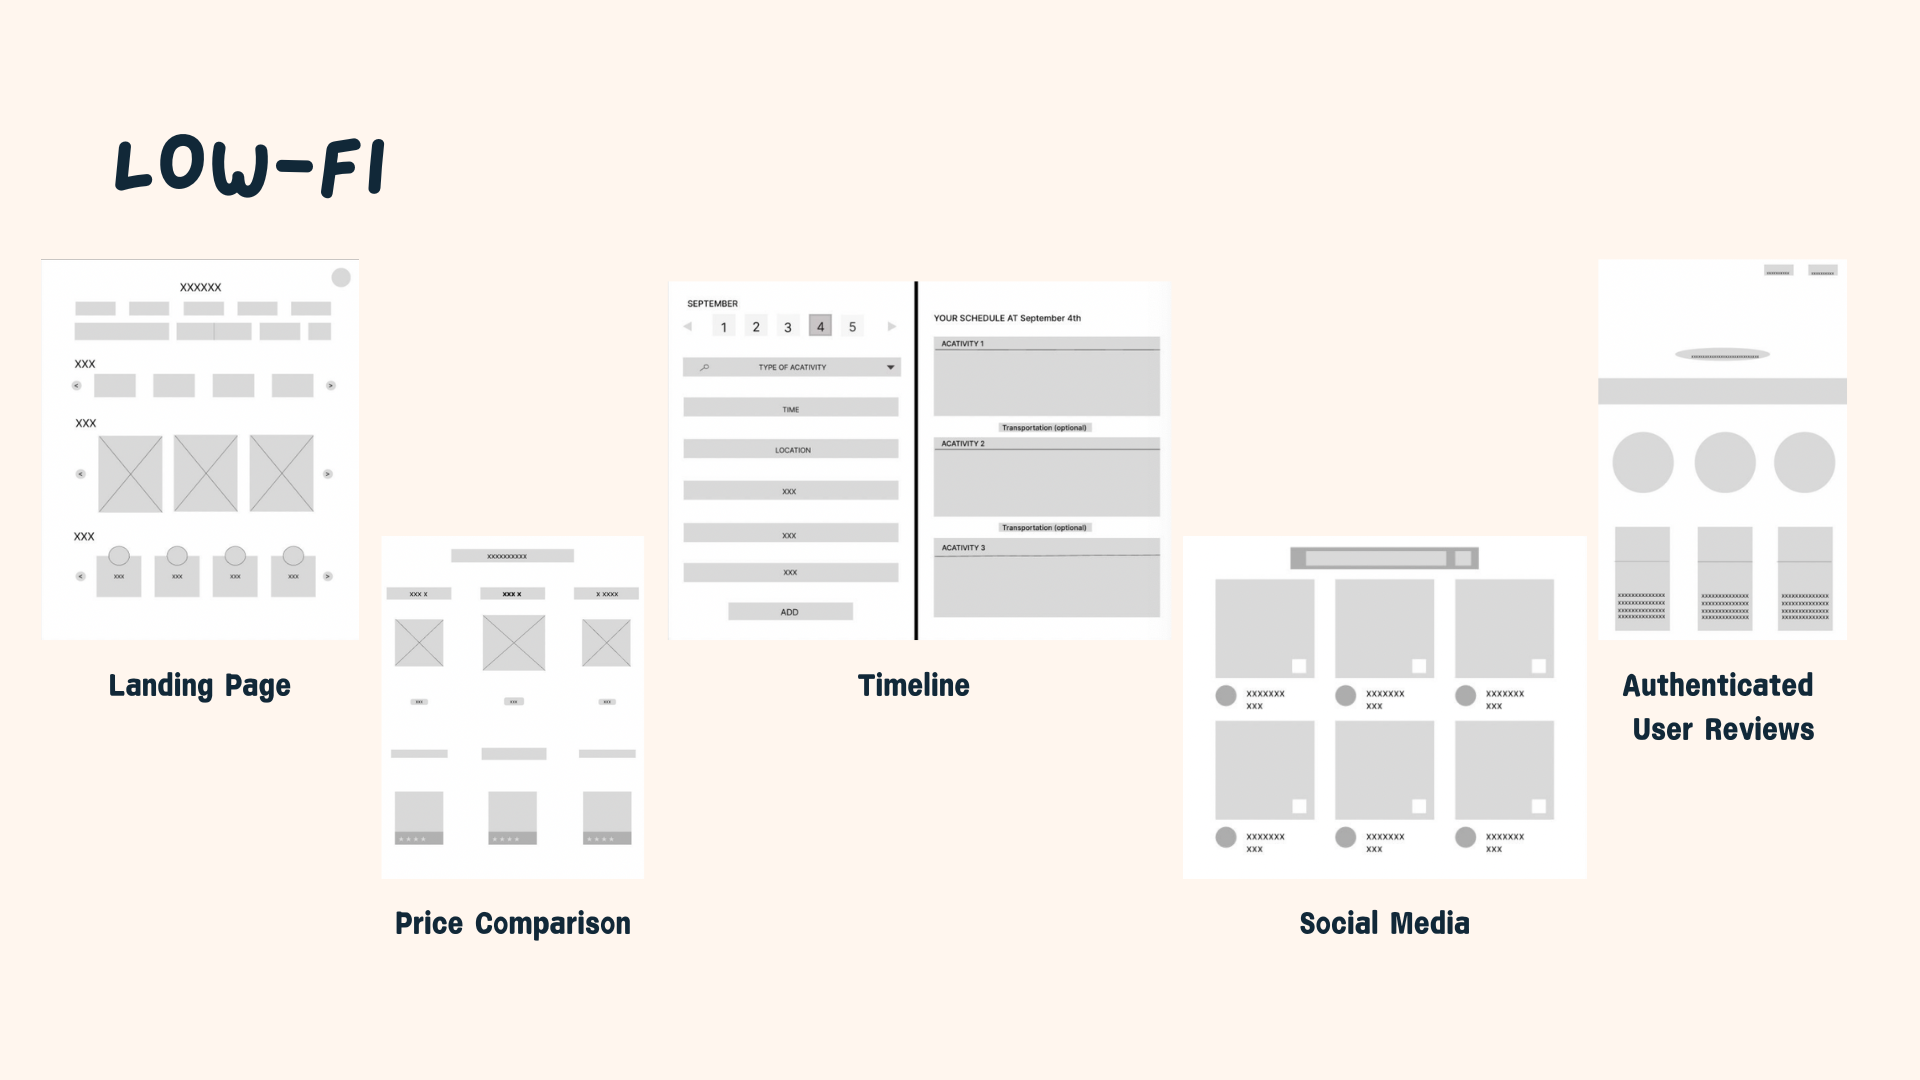 LOW-FI
XXXXXX
XXX
< >
XXX
< >
XXX
< xxx xxx xxx xxx >
Landing Page
xxxxxxxxxx
XXX X XXX X X XXXX
xxx xxx xxx
★★★★ ★★★★ ★★★★
Price Comparison
SEPTEMBER
1 2 3 4 5
TYPE OF ACATIVITY
TIME
LOCATION
XXX
XXX
XXX
ADD
YOUR SCHEDULE AT September 4th
ACATIVITY 1
Transportation (optional)
ACATIVITY 2
Transportation (optional)
ACATIVITY 3
Timeline
XXXXXXX XXXXXXX XXXXXXX
XXX XXX XXX
XXXXXXX XXXXXXX XXXXXXX
XXX XXX XXX
Social Media
Authenticated
User Reviews